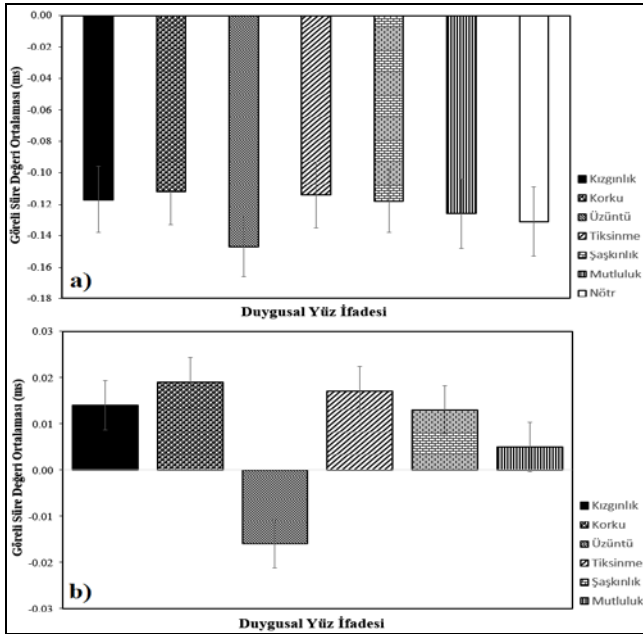 Göreli Süre Değeri Ortalaması (ms)
0.00
-0.02
-0.04
-0.06
-0.08
-0.10
-0.12
-0.14
-0.16
-0.18
a)
Kızgınlık
Korku
Üzüntü
Tiksinme
Şaşkınlık
Mutluluk
Nötr
Duygusal Yüz İfadesi
Göreli Süre Değeri Ortalaması (ms)
0.03
0.02
0.01
0.00
-0.01
-0.02
-0.03
b)
Kızgınlık
Korku
Üzüntü
Tiksinme
Şaşkınlık
Mutluluk
Duygusal Yüz İfadesi